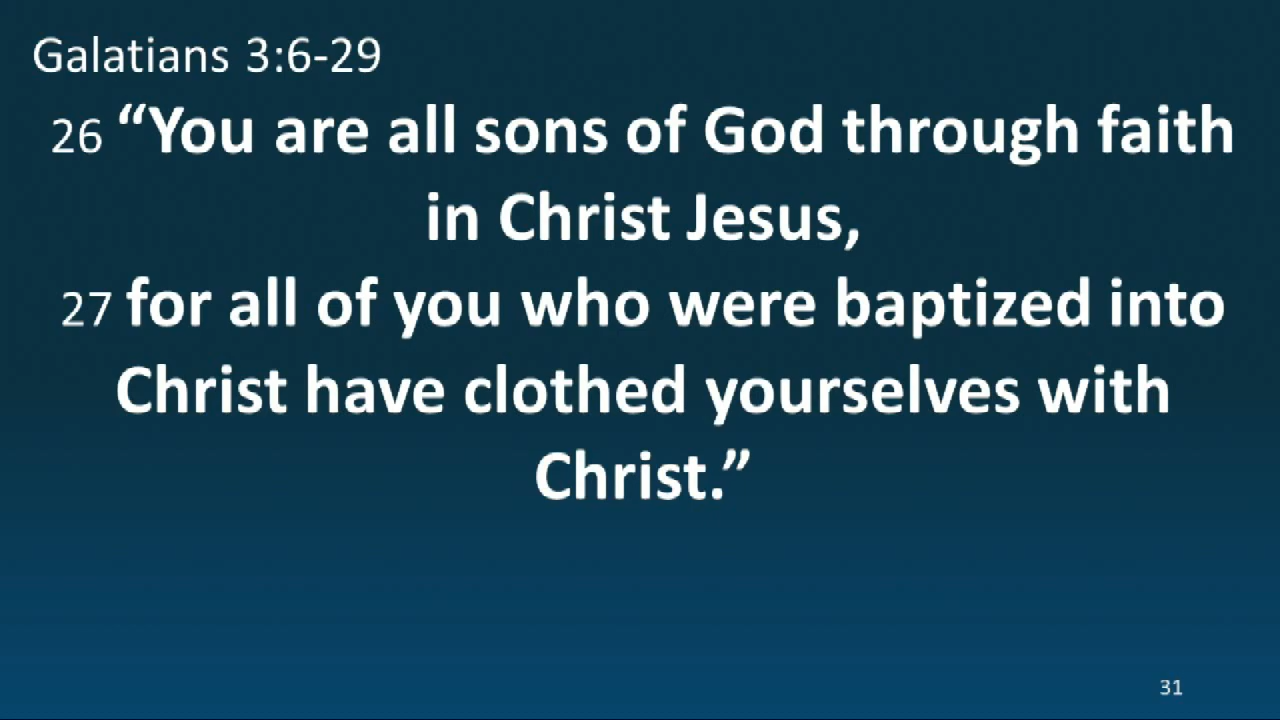 Galatians 3:6-29
26 “You are all sons of God through faith
in Christ Jesus,
27 for all of you who were baptized into
Christ have clothed yourselves with
Christ.”
31